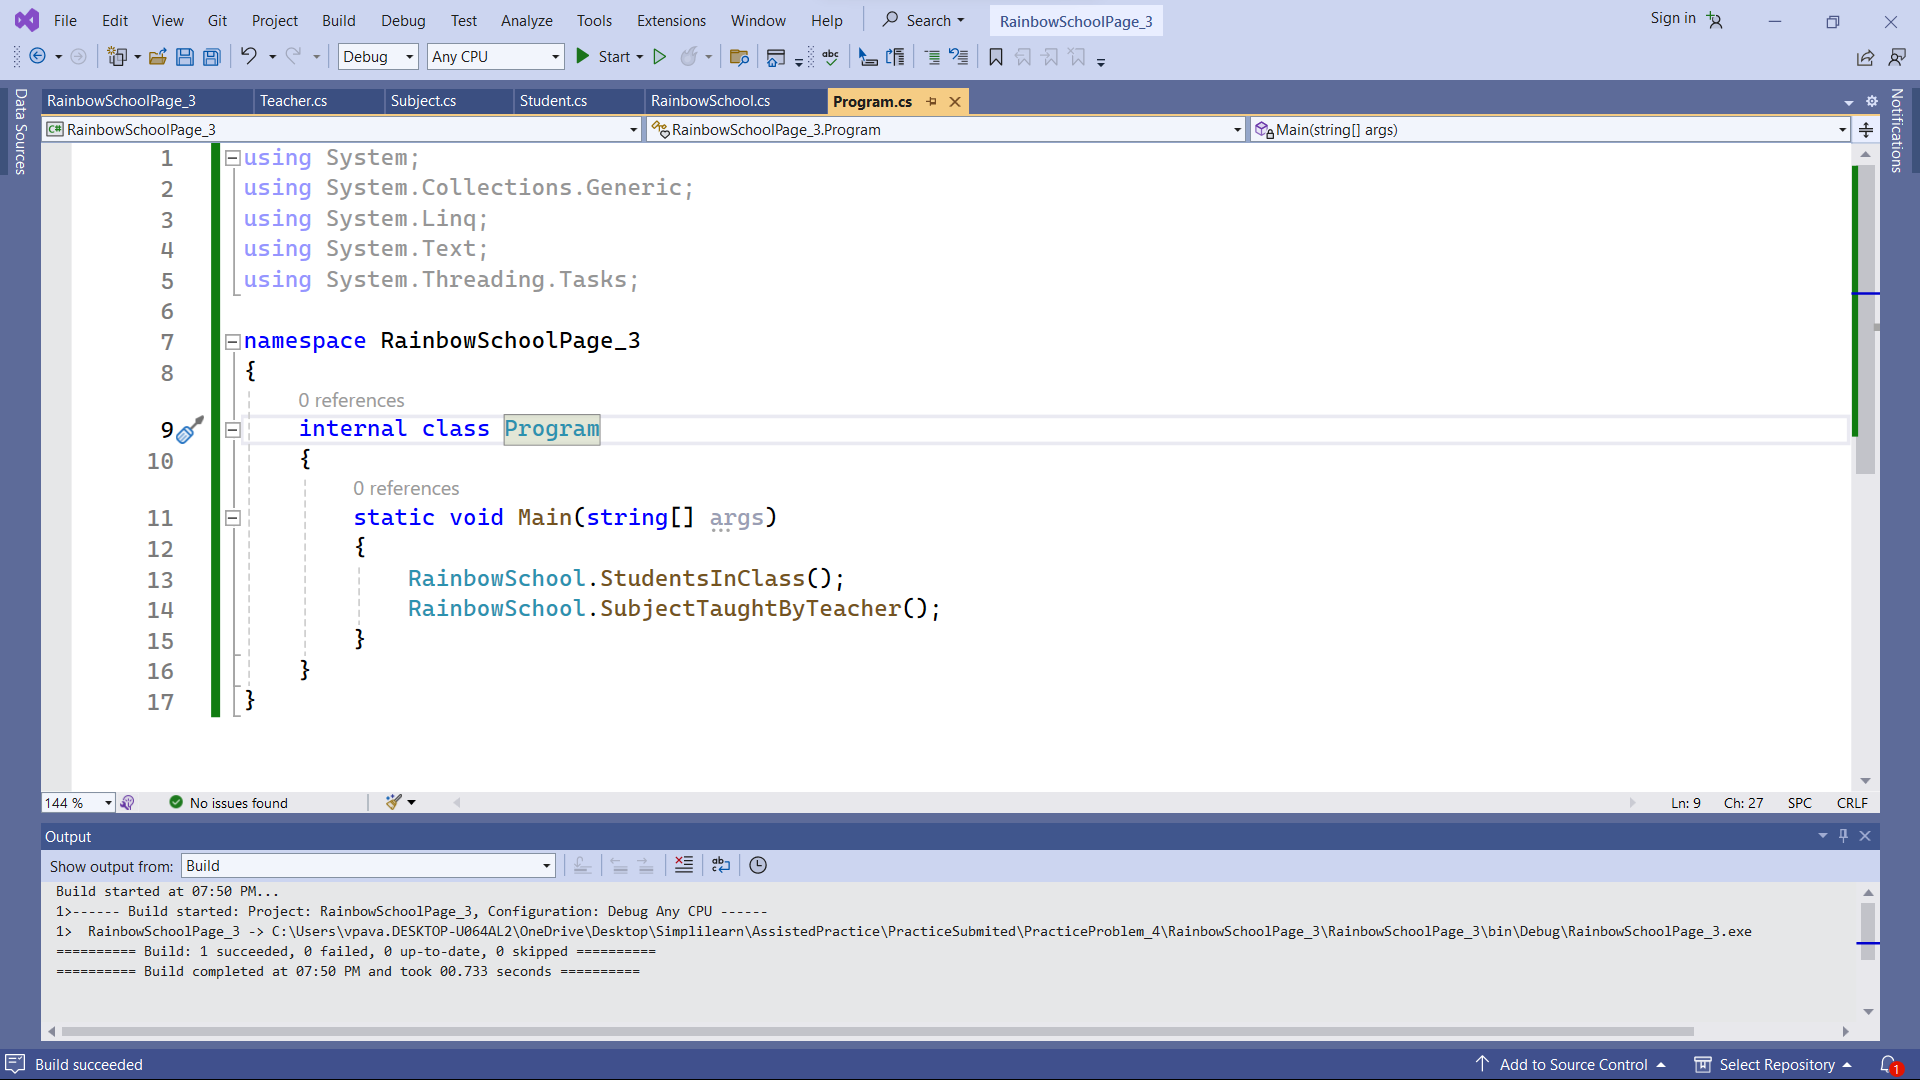 File Edit View Git Project Build Debug Test Analyze Tools Extensions Window Help Search RainbowSchoolPage_3 Sign in
Debug Any CPU Start abc
RainbowSchoolPage_3 Teacher.cs Subject.cs Student.cs RainbowSchool.cs Program.cs
Data Sources
Notifications
C# RainbowSchoolPage_3 RainbowSchoolPage_3.Program Main(string[] args)
1 using System;
2 using System.Collections.Generic;
3 using System.Linq;
4 using System.Text;
5 using System.Threading.Tasks;
6
7 namespace RainbowSchoolPage_3
8 {
0 references
9 internal class Program
10 {
0 references
11 static void Main(string[] args)
12 {
13 RainbowSchool.StudentsInClass();
14 RainbowSchool.SubjectTaughtByTeacher();
15 }
16 }
17 }
144 % No issues found Ln: 9 Ch: 27 SPC CRLF
Output
Show output from: Build
Build started at 07:50 PM...
1>------ Build started: Project: RainbowSchoolPage_3, Configuration: Debug Any CPU ------
1>  RainbowSchoolPage_3 -> C:\Users\vpava.DESKTOP-U064AL2\OneDrive\Desktop\Simplilearn\AssistedPractice\PracticeSubmited\PracticeProblem_4\RainbowSchoolPage_3\RainbowSchoolPage_3\bin\Debug\RainbowSchoolPage_3.exe
========== Build: 1 succeeded, 0 failed, 0 up-to-date, 0 skipped ==========
========== Build completed at 07:50 PM and took 00.733 seconds ==========
Build succeeded Add to Source Control Select Repository 1